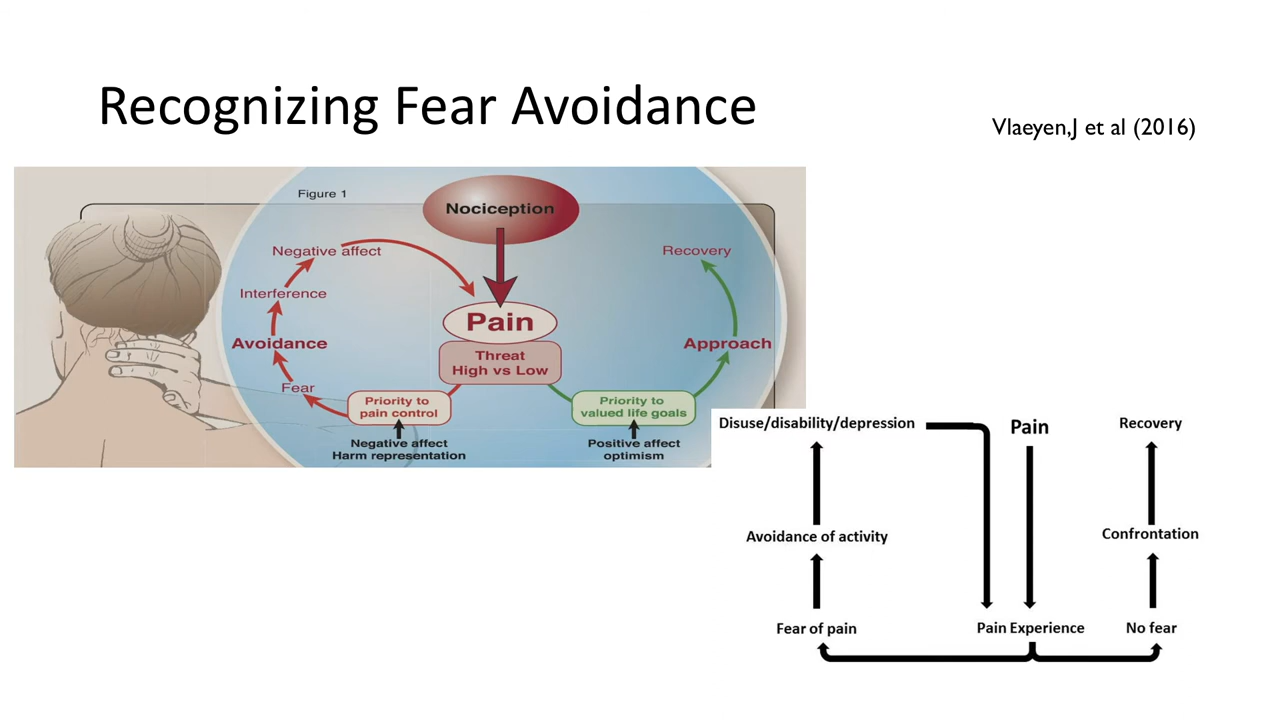 Recognizing Fear Avoidance
Vlaeyen,J et al (2016)
Figure 1
Nociception
Negative affect
Interference
Avoidance
Fear
Priority to
pain control
Negative affect
Harm representation
Pain
Threat
High vs Low
Recovery
Approach
Priority to
valued life goals
Positive affect
optimism
Disuse/disability/depression
Pain
Recovery
Avoidance of activity
Confrontation
Fear of pain
Pain Experience
No fear